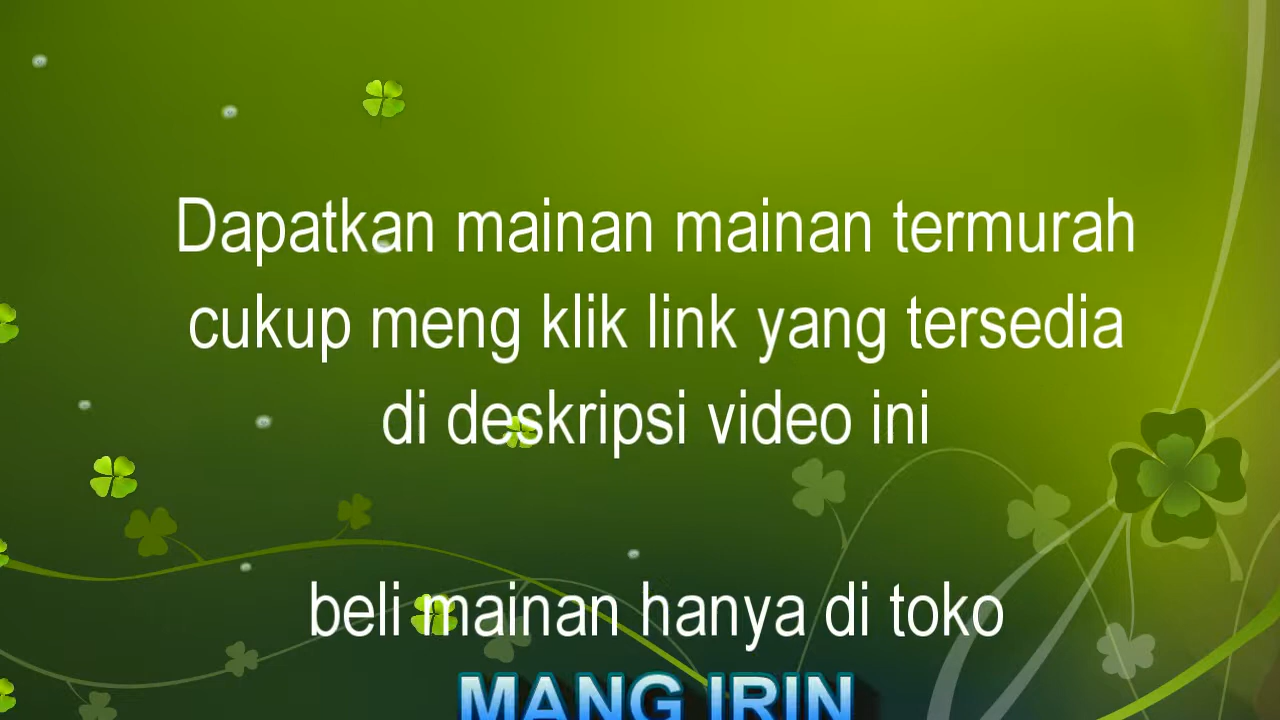 Dapatkan mainan mainan termurah
cukup meng klik link yang tersedia
di deskripsi video ini
beli mainan hanya di toko
MANG IRIN